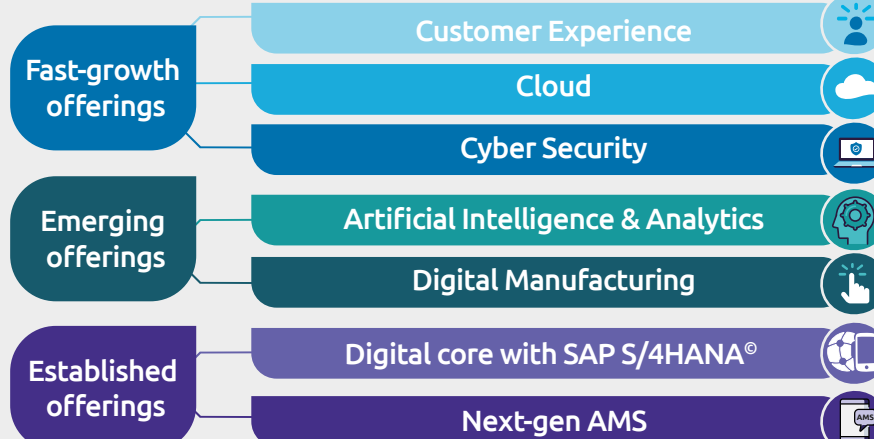 Customer Experience
Fast-growth
offerings
Cloud
Cyber Security
Emerging
offerings
Artificial Intelligence & Analytics
Digital Manufacturing
Established
offerings
Digital core with SAP S/4HANA©
Next-gen AMS
AMS